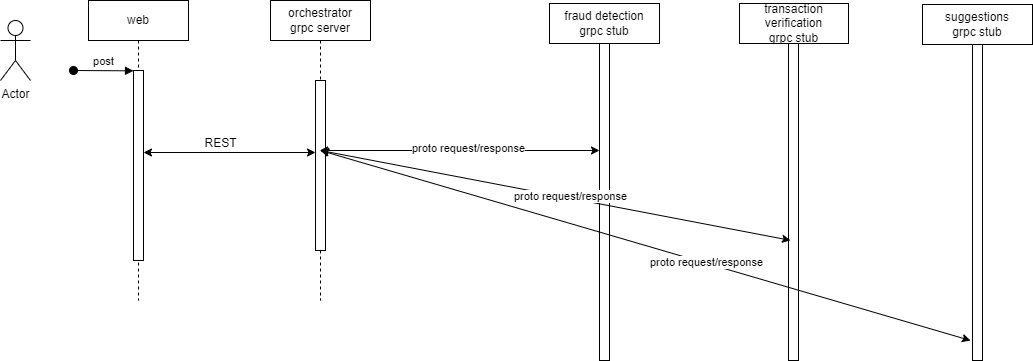 web
orchestrator
grpc server
fraud detection
grpc stub
transaction
verification
grpc stub
suggestions
grpc stub
post
Actor
REST
proto request/response
proto request/response
proto request/response